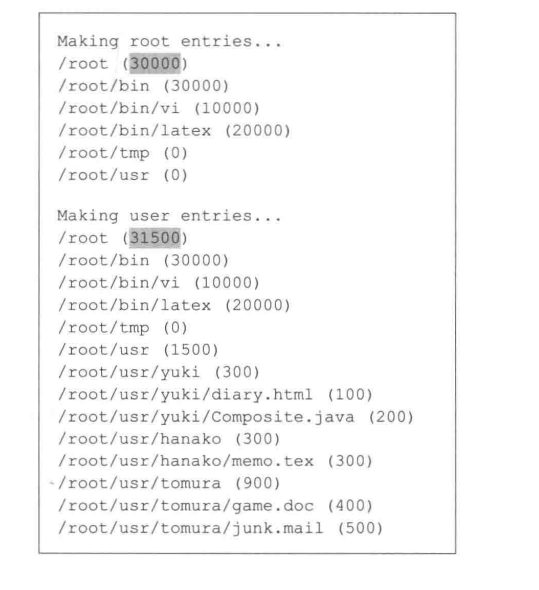 Making root entries...
/root (30000)
/root/bin (30000)
/root/bin/vi (10000)
/root/bin/latex (20000)
/root/tmp (0)
/root/usr (0)
Making user entries...
/root (31500)
/root/bin (30000)
/root/bin/vi (10000)
/root/bin/latex (20000)
/root/tmp (0)
/root/usr (1500)
/root/usr/yuki (300)
/root/usr/yuki/diary.html (100)
/root/usr/yuki/Composite.java (200)
/root/usr/hanako (300)
/root/usr/hanako/memo.tex (300)
/root/usr/tomura (900)
/root/usr/tomura/game.doc (400)
/root/usr/tomura/junk.mail (500)